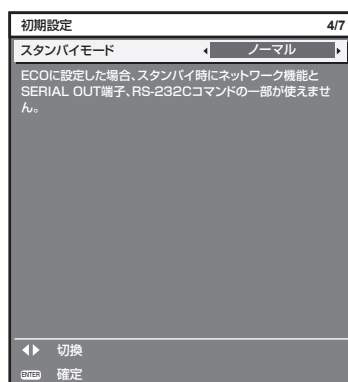 初期設定 4/7
スタンバイモード ノーマル
ECOに設定した場合、スタンバイ時にネットワーク機能と
SERIAL OUT端子、RS-232Cコマンドの一部が使えませ
ん。
切換
ENTER 確定